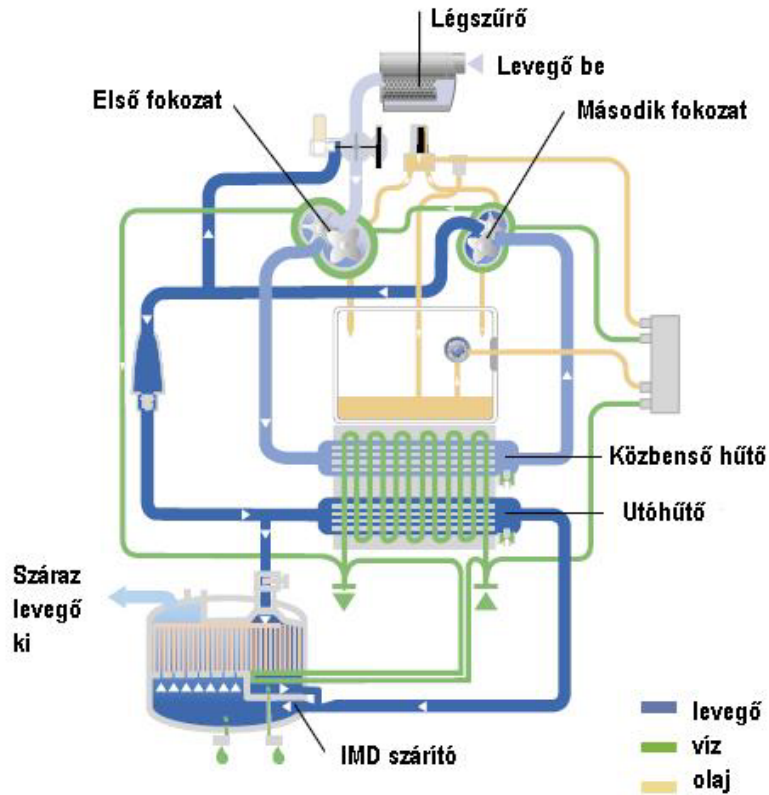 Légszűrő
Levegő be
Első fokozat
Második fokozat
Közbenső hűtő
Utóhűtő
Száraz
levegő
ki
IMD szárító
levegő
víz
olaj